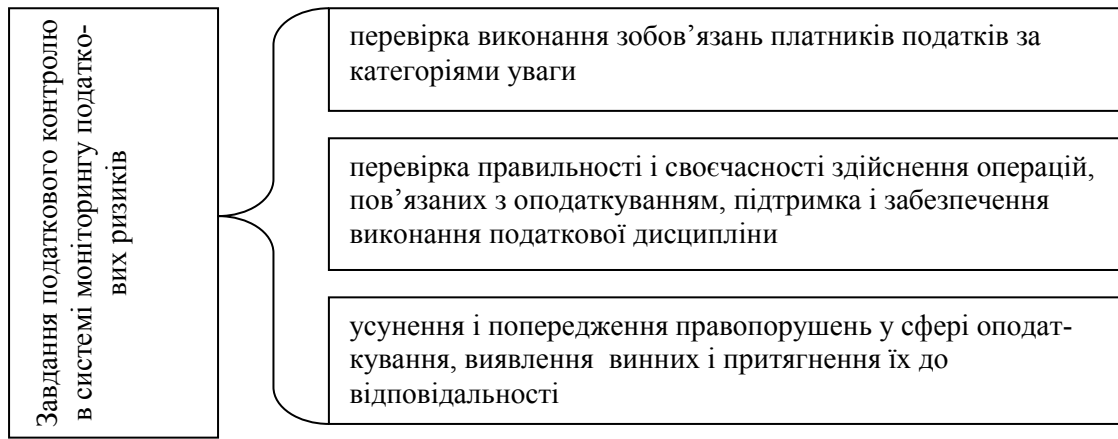 Завдання податкового контролю
в системі моніторингу податко-
вих ризиків
перевірка виконання зобов’язань платників податків за
категоріями уваги
перевірка правильності і своєчасності здійснення операцій,
пов’язаних з оподаткуванням, підтримка і забезпечення
виконання податкової дисципліни
усунення і попередження правопорушень у сфері оподат-
кування, виявлення  винних і притягнення їх до
відповідальності